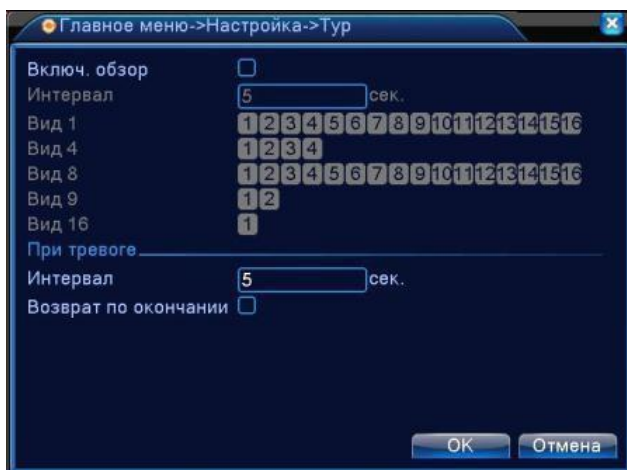 Главное меню->Настройка->Тур
Включ. обзор
Интервал 5 сек.
Вид 1 1 2 3 4 5 6 7 8 9 10 11 12 13 14 15 16
Вид 4 1 2 3 4
Вид 8 1 2 3 4 5 6 7 8 9 10 11 12 13 14 15 16
Вид 9 1 2
Вид 16 1
При тревоге
Интервал 5 сек.
Возврат по окончании
OK Отмена